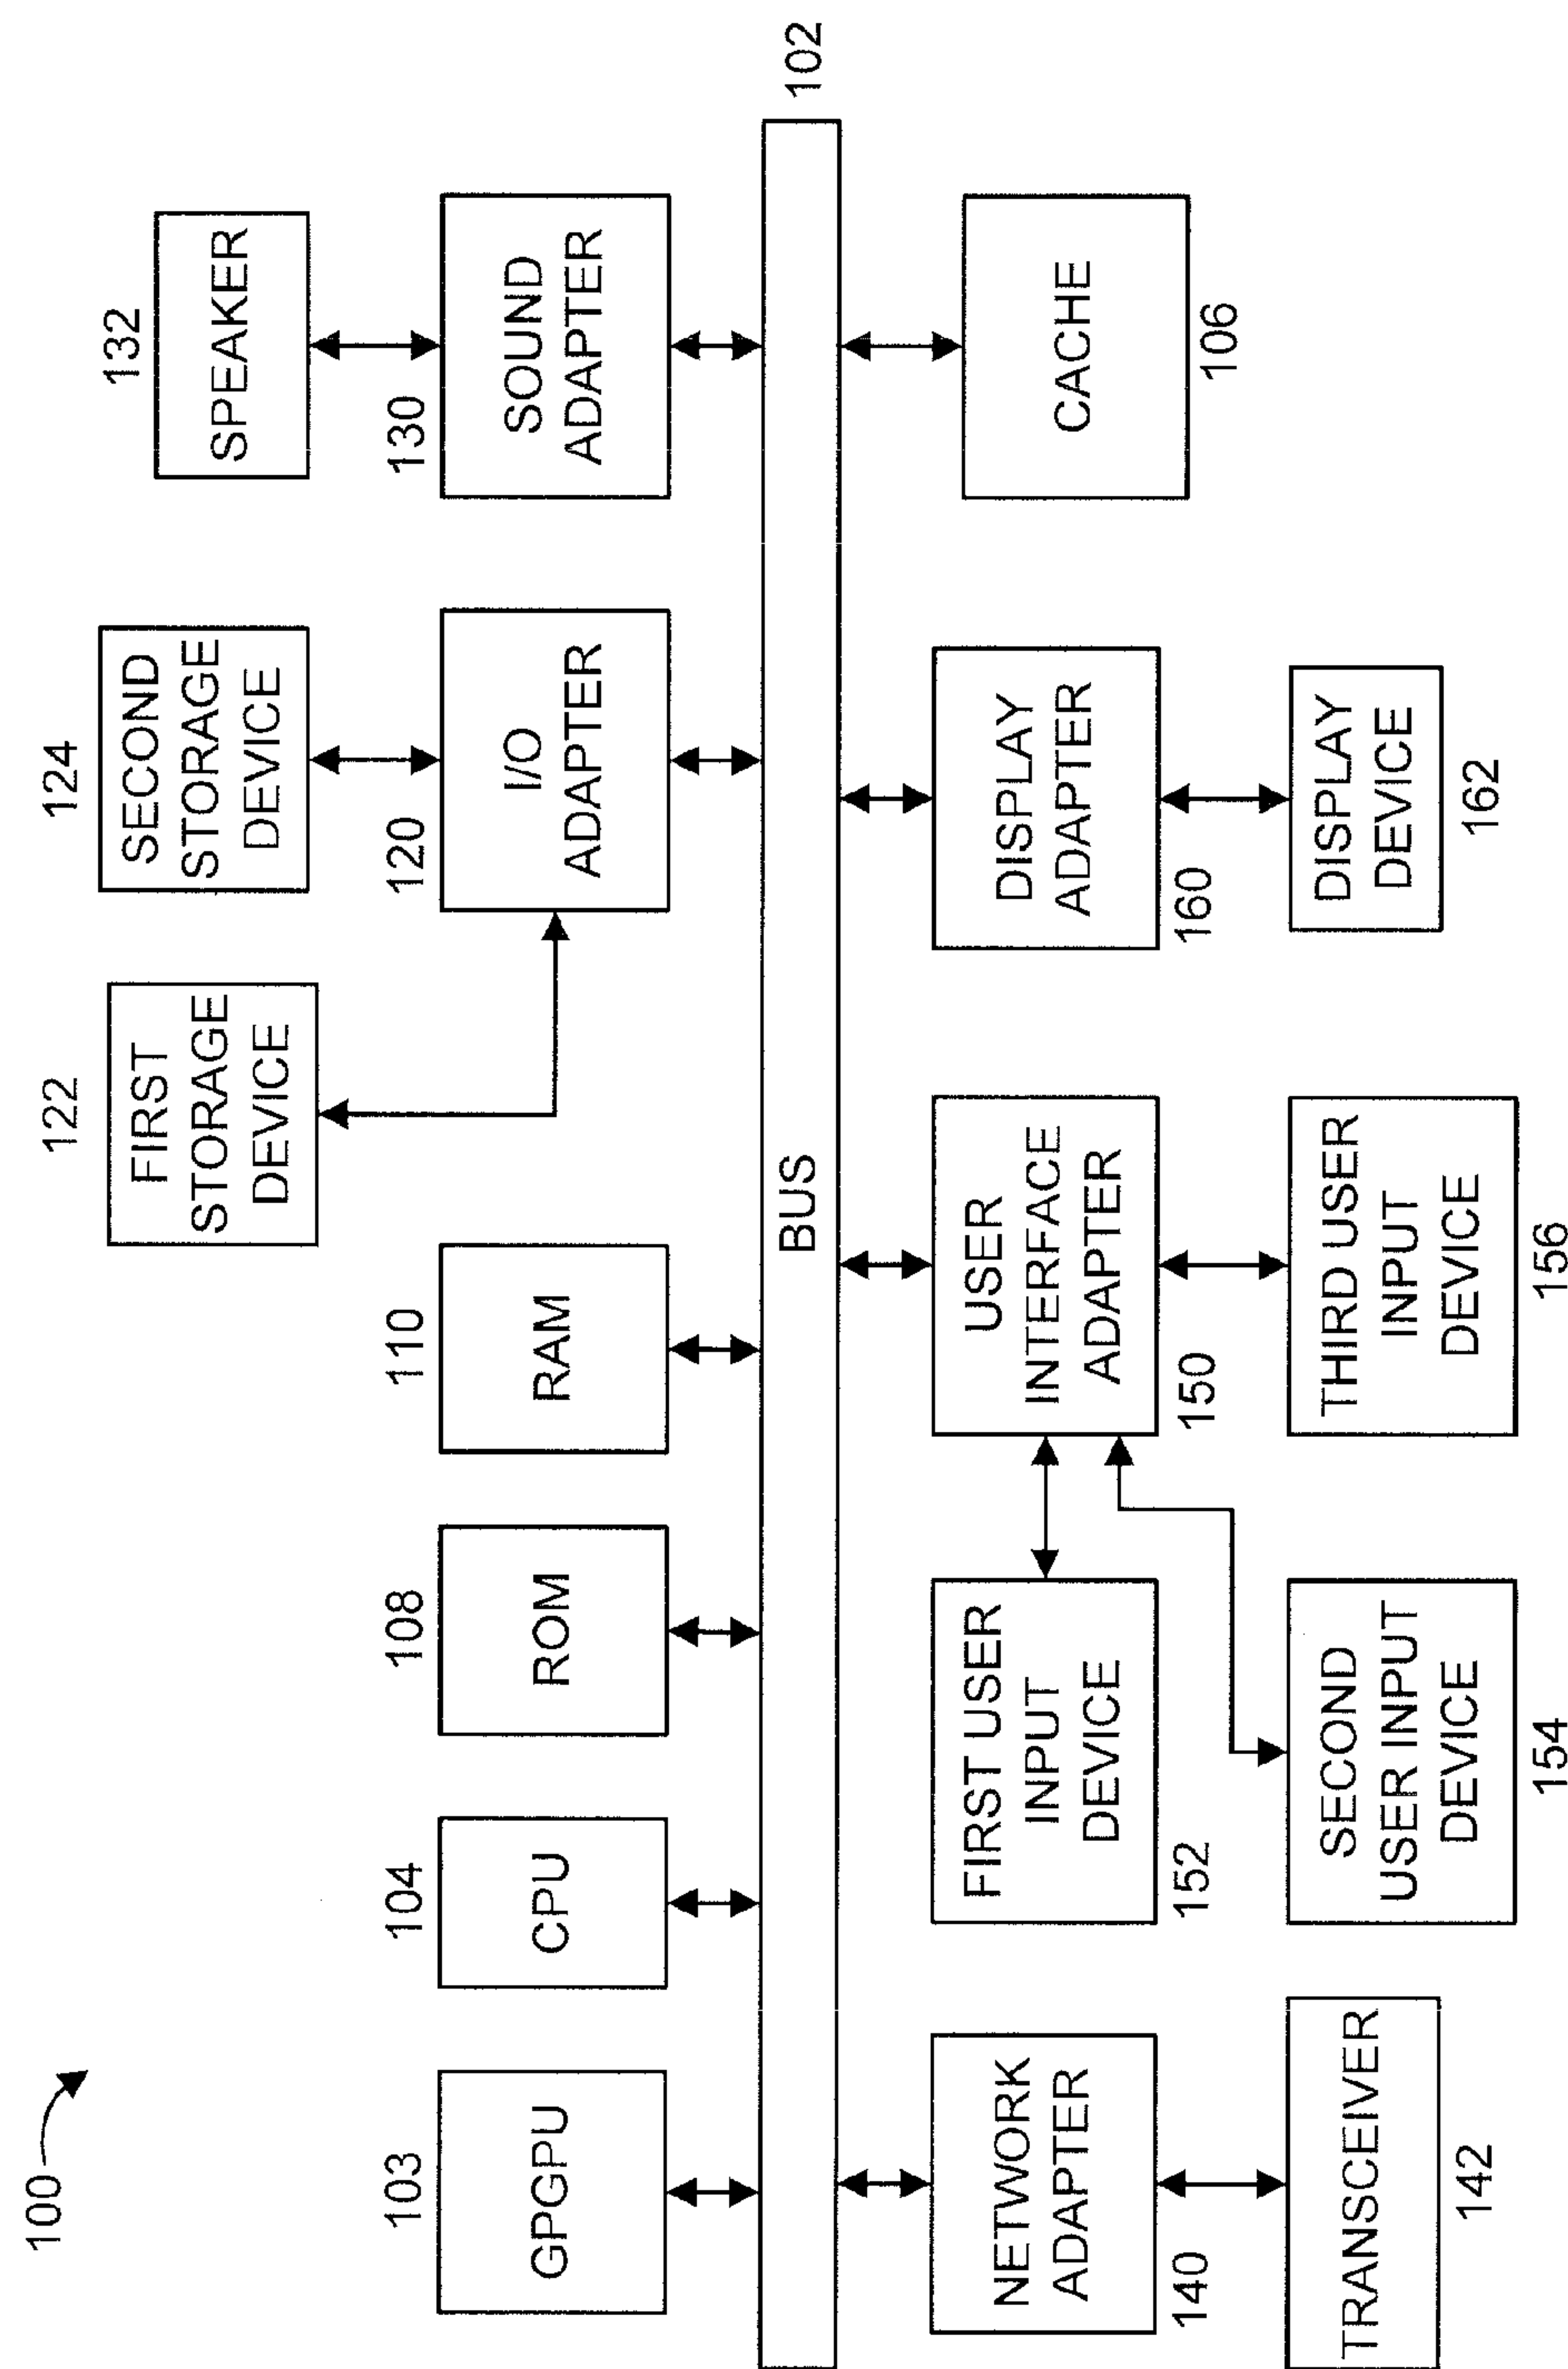 100
132
SPEAKER
124
SECOND
STORAGE
DEVICE
122
FIRST
STORAGE
DEVICE
103
GPGPU
104
CPU
108
ROM
110
RAM
120
I/O
ADAPTER
130
SOUND
ADAPTER
BUS
102
NETWORK
ADAPTER
140
FIRST USER
INPUT
DEVICE
152
USER
INTERFACE
ADAPTER
150
DISPLAY
ADAPTER
160
CACHE
106
TRANSCEIVER
142
SECOND
USER INPUT
DEVICE
154
THIRD USER
INPUT
DEVICE
156
DISPLAY
DEVICE
162